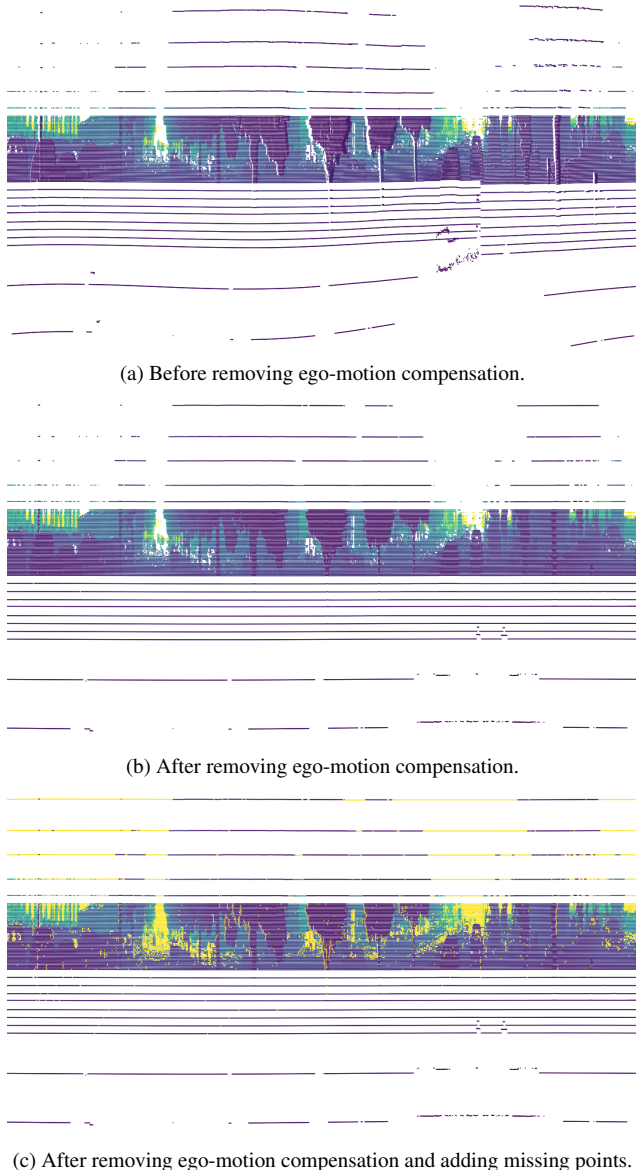 (a) Before removing ego-motion compensation.
(b) After removing ego-motion compensation.
(c) After removing ego-motion compensation and adding missing points.